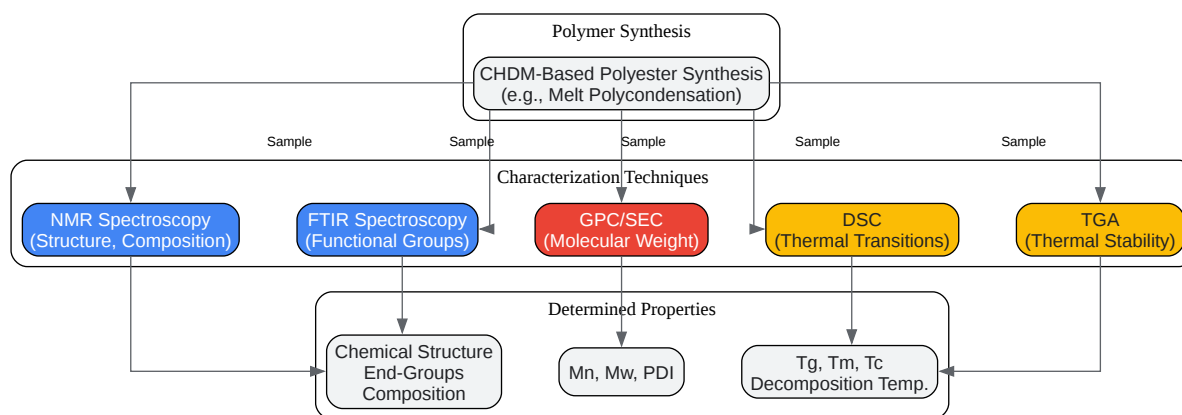 Polymer Synthesis
CHDM-Based Polyester Synthesis
(e.g., Melt Polycondensation)
Sample
Sample
Sample
Sample
Sample
Characterization Techniques
NMR Spectroscopy
(Structure, Composition)
FTIR Spectroscopy
(Functional Groups)
GPC/SEC
(Molecular Weight)
DSC
(Thermal Transitions)
TGA
(Thermal Stability)
Determined Properties
Chemical Structure
End-Groups
Composition
Mn, Mw, PDI
Tg, Tm, Tc
Decomposition Temp.